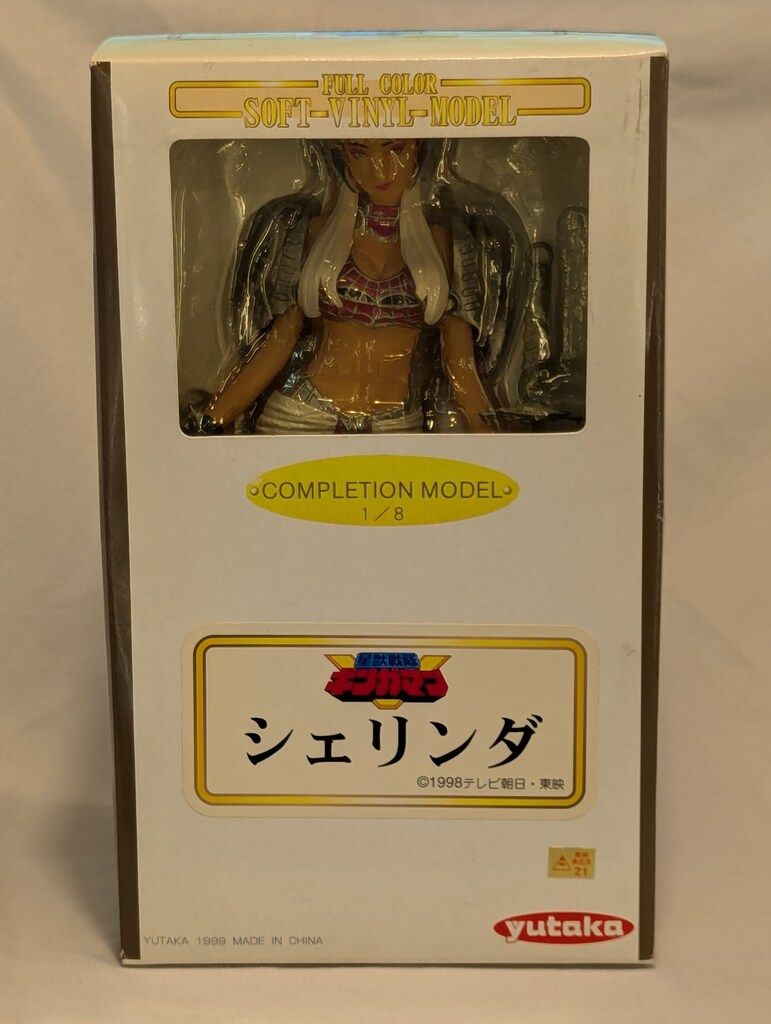 FULL COLOR
SOFT-VINYL-MODEL
COMPLETION MODEL
1／8
星獣戦隊
ギンガマン
シェリンダ
©1998テレビ朝日・東映
21
YUTAKA 1999 MADE IN CHINA
yutaka